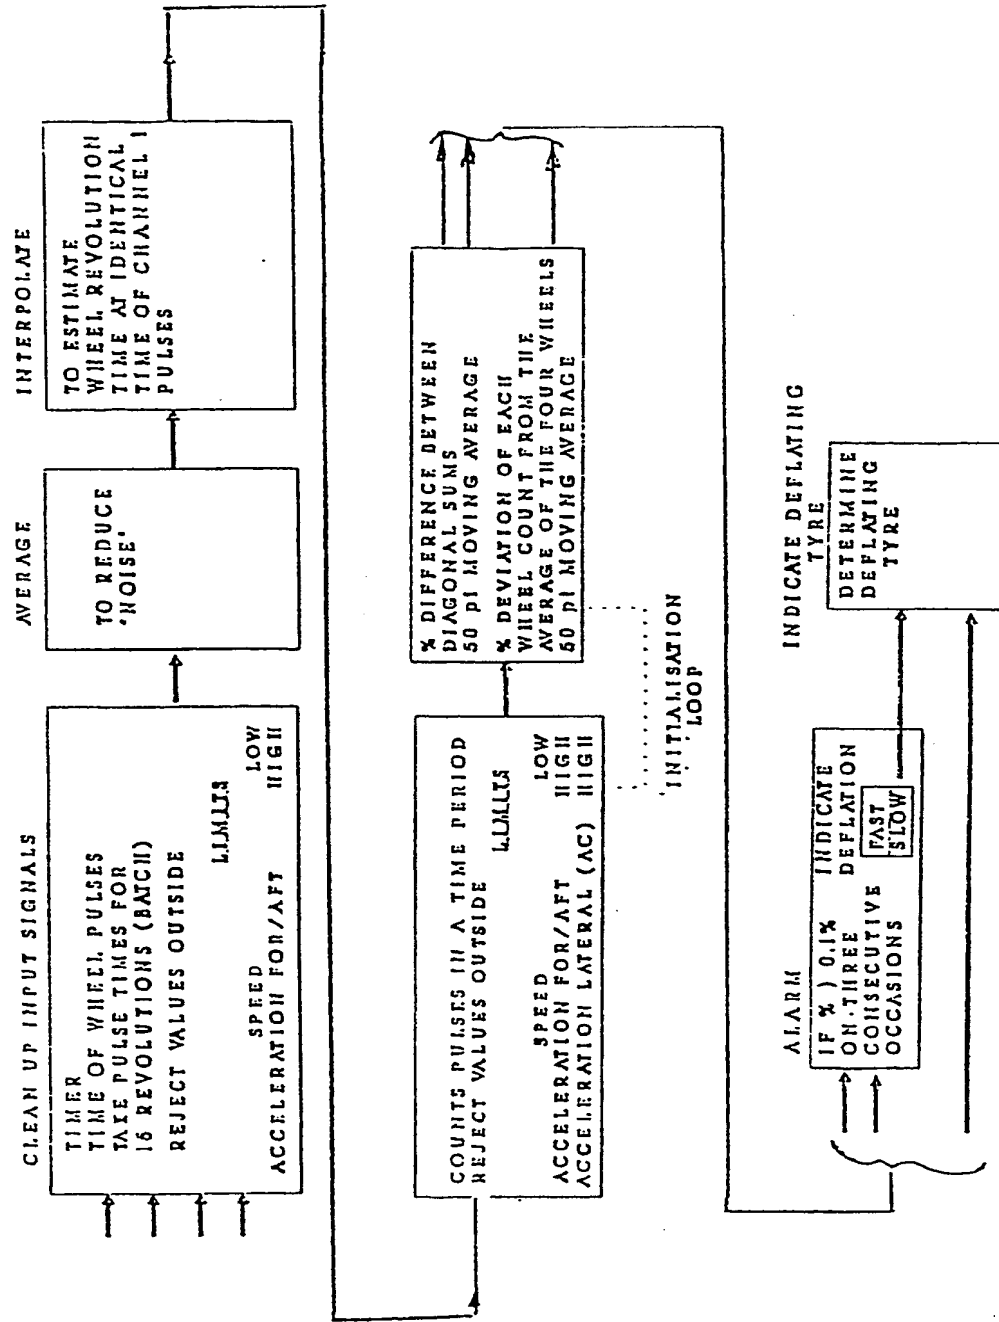 CLEAN UP INPUT SIGNALS
TIMER
TIME OF WHEEL PULSES
TAKE PULSE TIMES FOR
16 REVOLUTIONS (BATCH)
REJECT VALUES OUTSIDE
LIMITS
SPEED LOW
ACCELERATION FOR/AFT HIGH
AVERAGE
TO REDUCE
'NOISE'
INTERPOLATE
TO ESTIMATE
WHEEL REVOLUTION
TIME AT IDENTICAL
TIME OF CHANNEL 1
PULSES
COUNTS PULSES IN A TIME PERIOD
REJECT VALUES OUTSIDE
LIMITS
SPEED LOW
ACCELERATION FOR/AFT HIGH
ACCELERATION LATERAL (AC) HIGH
% DIFFERENCE BETWEEN
DIAGONAL SUMS
50 pt MOVING AVERAGE
% DEVIATION OF EACH
WHEEL COUNT FROM THE
AVERAGE OF THE FOUR WHEELS
50 pt MOVING AVERAGE
INITIALISATION
LOOP
ALARM
IF % ) 0.1% INDICATE
ON THREE DEFLATION
CONSECUTIVE FAST
OCCASIONS SLOW
INDICATE DEFLATING
TYRE
DETERMINE
DEFLATING
TYRE